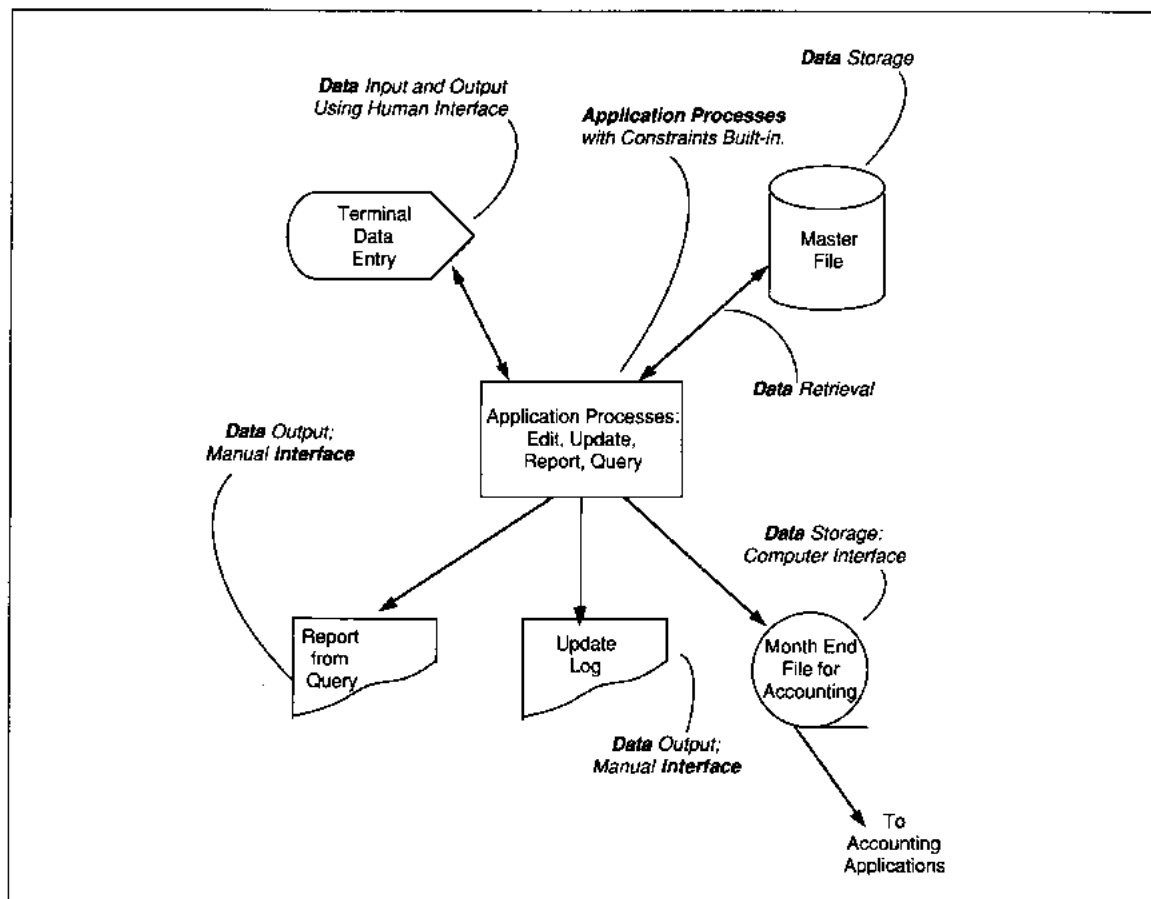 Data Storage
Data Input and Output
Using Human Interface
Application Processes
with Constraints Built-in.
Terminal
Data
Entry
Master
File
Data Retrieval
Application Processes:
Edit, Update,
Report, Query
Data Output;
Manual Interface
Data Storage:
Computer Interface
Report
from
Query
Update
Log
Month End
File for
Accounting
Data Output;
Manual Interface
To
Accounting
Applications